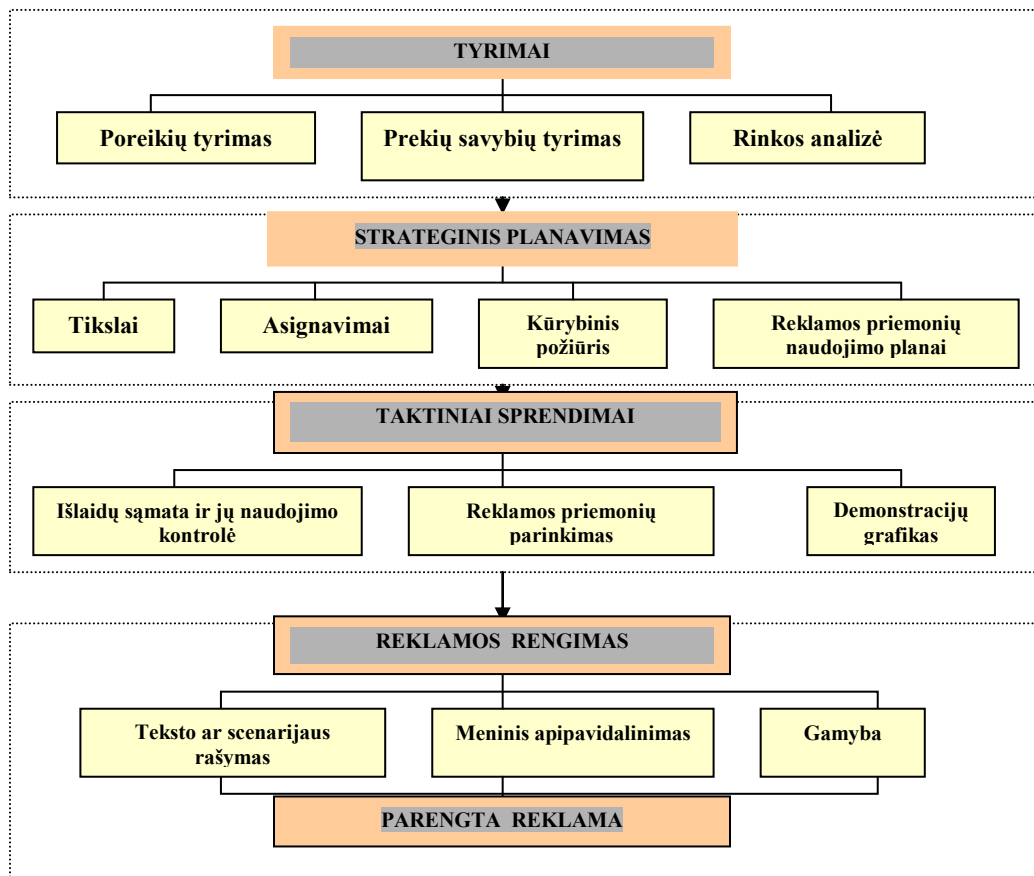 TYRIMAI
Poreikių tyrimas
Prekių savybių tyrimas
Rinkos analizė
STRATEGINIS PLANAVIMAS
Tikslai
Asignavimai
Kūrybinis
požiūris
Reklamos priemonių
naudojimo planai
TAKTINIAI SPRENDIMAI
Išlaidų sąmata ir jų naudojimo
kontrolė
Reklamos priemonių
parinkimas
Demonstracijų
grafikas
REKLAMOS RENGIMAS
Teksto ar scenarijaus
rašymas
Meninis apipavidalinimas
Gamyba
PARENGTA REKLAMA